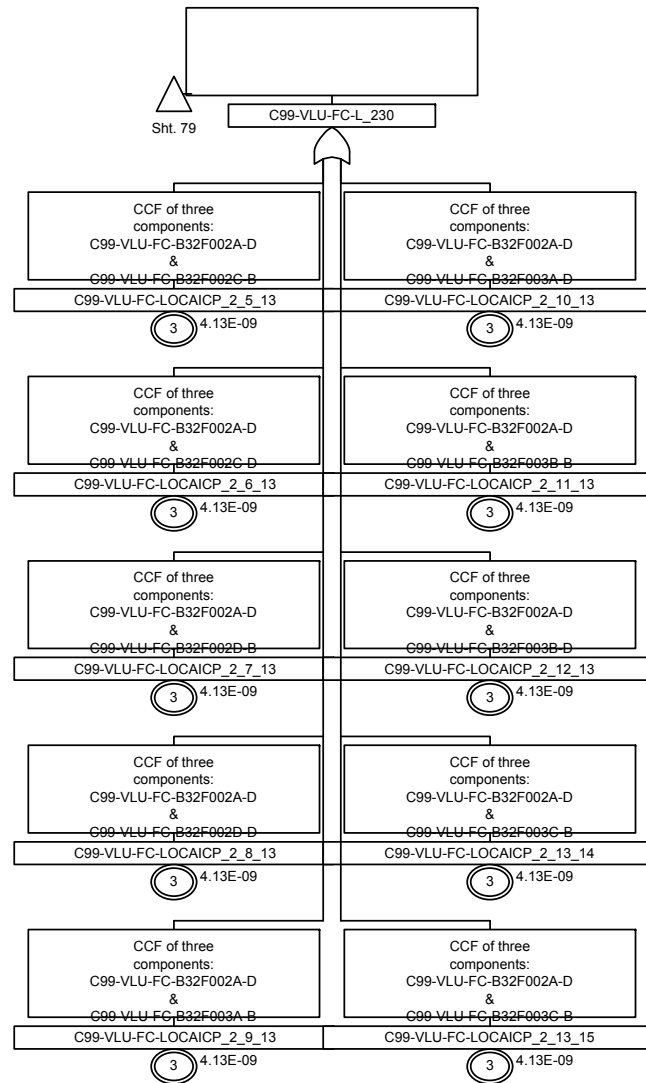 C99-VLU-FC-L_230
Sht. 79
CCF of three
components:
C99-VLU-FC-B32F002A-D
&
C99-VLU-FC-B32F002C-B
C99-VLU-FC-LOCAICP_2_5_13
3
4.13E-09
CCF of three
components:
C99-VLU-FC-B32F002A-D
&
C99-VLU-FC-B32F003A-D
C99-VLU-FC-LOCAICP_2_10_13
3
4.13E-09
CCF of three
components:
C99-VLU-FC-B32F002A-D
&
C99-VLU-FC-B32F002C-D
C99-VLU-FC-LOCAICP_2_6_13
3
4.13E-09
CCF of three
components:
C99-VLU-FC-B32F002A-D
&
C99-VLU-FC-B32F003B-B
C99-VLU-FC-LOCAICP_2_11_13
3
4.13E-09
CCF of three
components:
C99-VLU-FC-B32F002A-D
&
C99-VLU-FC-B32F002D-B
C99-VLU-FC-LOCAICP_2_7_13
3
4.13E-09
CCF of three
components:
C99-VLU-FC-B32F002A-D
&
C99-VLU-FC-B32F003B-D
C99-VLU-FC-LOCAICP_2_12_13
3
4.13E-09
CCF of three
components:
C99-VLU-FC-B32F002A-D
&
C99-VLU-FC-B32F002D-D
C99-VLU-FC-LOCAICP_2_8_13
3
4.13E-09
CCF of three
components:
C99-VLU-FC-B32F002A-D
&
C99-VLU-FC-B32F003C-B
C99-VLU-FC-LOCAICP_2_13_14
3
4.13E-09
CCF of three
components:
C99-VLU-FC-B32F002A-D
&
C99-VLU-FC-B32F003A-B
C99-VLU-FC-LOCAICP_2_9_13
3
4.13E-09
CCF of three
components:
C99-VLU-FC-B32F002A-D
&
C99-VLU-FC-B32F003C-B
C99-VLU-FC-LOCAICP_2_13_15
3
4.13E-09